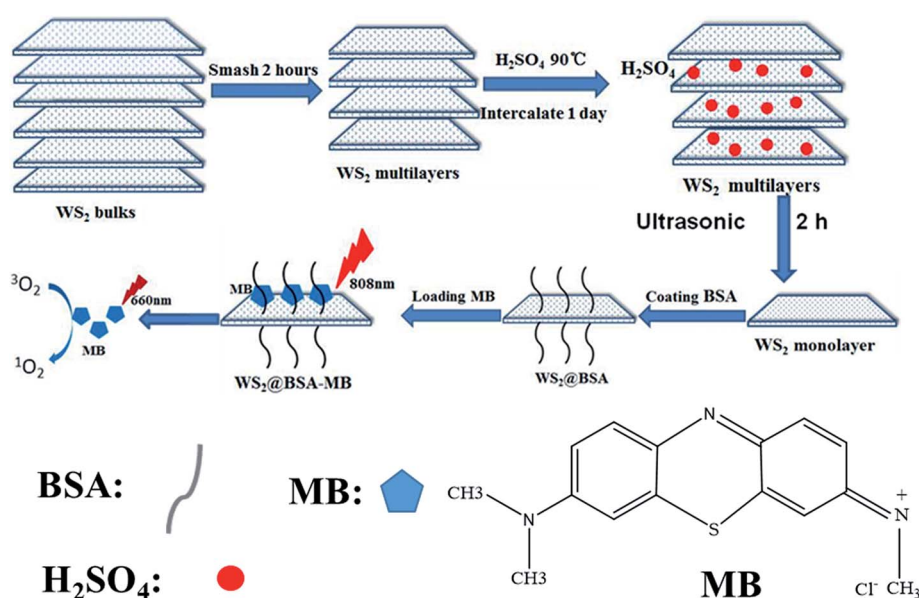 Smash 2 hours
H₂SO₄ 90℃
Intercalate 1 day
H₂SO₄
WS₂ bulks
WS₂ multilayers
WS₂ multilayers
Ultrasonic 2 h
³O₂
660nm
MB
¹O₂
MB
808nm
WS₂@BSA-MB
Loading MB
WS₂@BSA
Coating BSA
WS₂ monolayer
BSA:
MB:
H₂SO₄:
N
CH3
N
CH3
S
+
N
CH₃
Cl⁻
MB